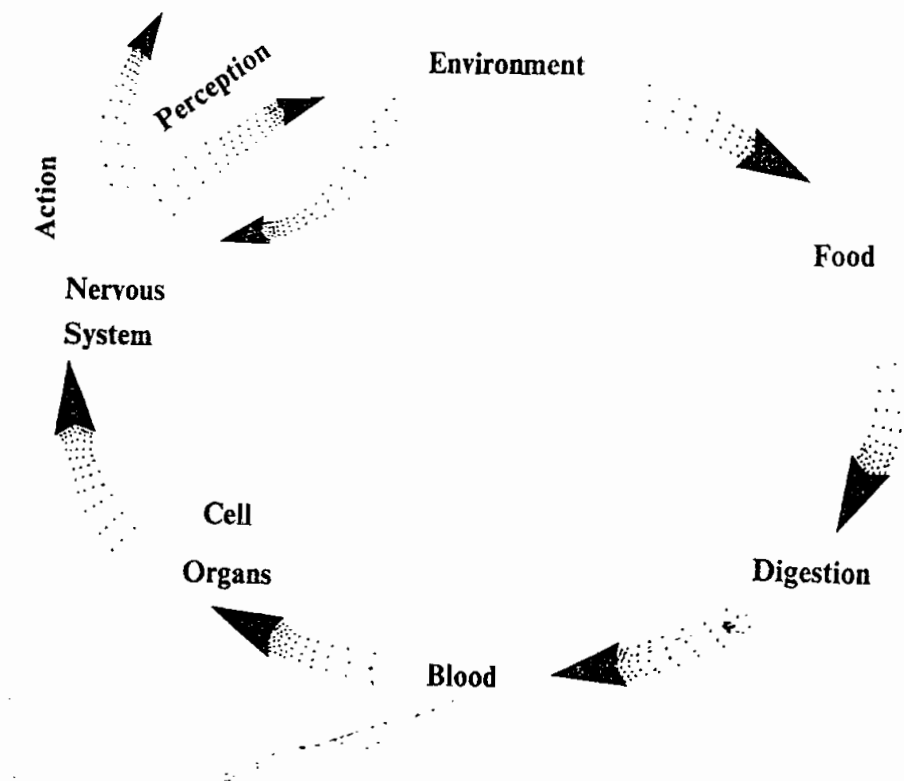 Environment
Perception
Action
Food
Nervous
System
Cell
Organs
Digestion
Blood